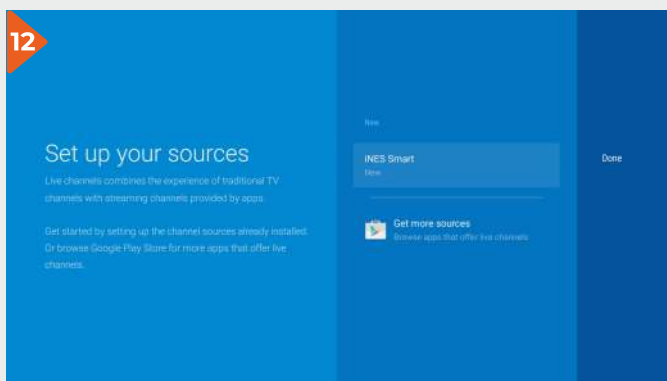 12
Set up your sources
Live channels combines the experience of traditional TV
channels with streaming channels provided by apps.
Get started by setting up the channel sources already installed.
Or browse Google Play Store for more apps that offer live
channels.
New
iNES Smart
New
Get more sources
Browse apps that offer live channels
Done